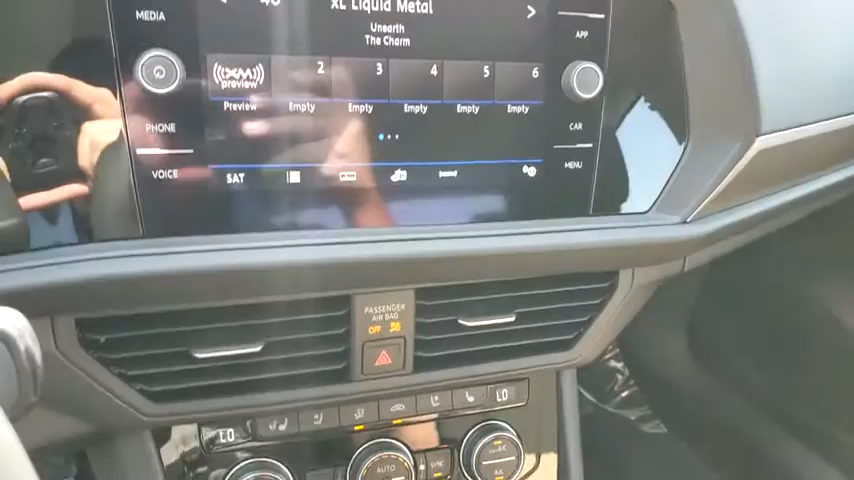 MEDIA
XL Liquid Metal
Unearth
The Charm
APP
XM
preview
2
3
4
5
6
Preview
Empty
Empty
Empty
Empty
Empty
PHONE
CAR
VOICE
SAT
MENU
PASSENGER
AIR BAG
OFF
LO
LO
AUTO
SYNC
A/C